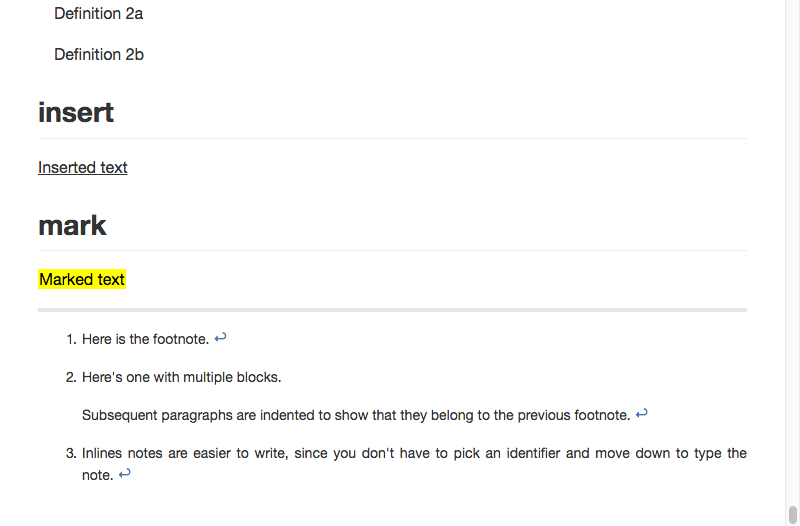 Definition 2a
Definition 2b
insert
Inserted text
mark
Marked text
1. Here is the footnote. ↩
2. Here's one with multiple blocks.
Subsequent paragraphs are indented to show that they belong to the previous footnote. ↩
3. Inlines notes are easier to write, since you don't have to pick an identifier and move down to type the
note. ↩